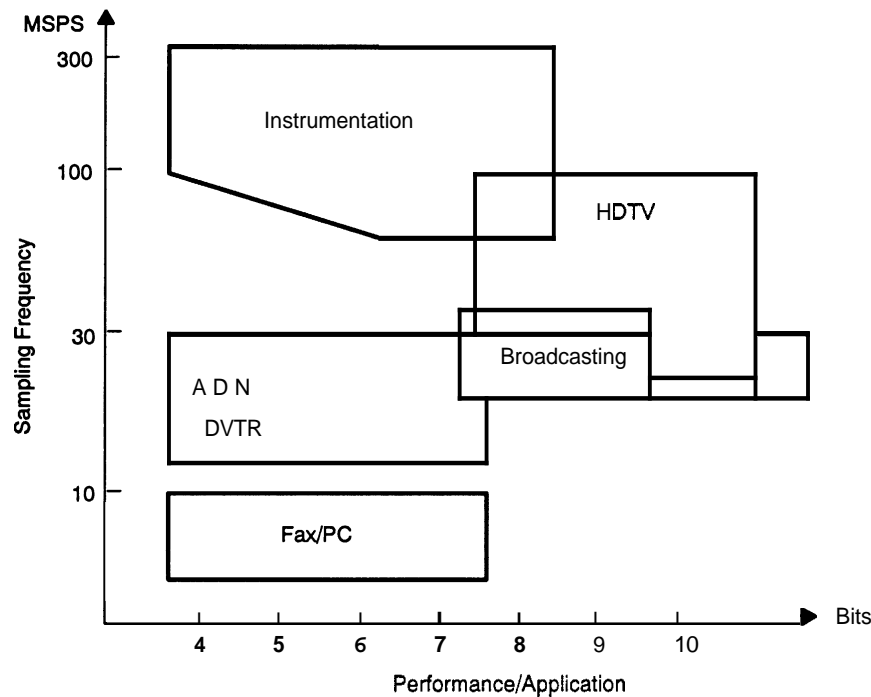 MSPS
300
Instrumentation
100
HDTV
Sampling Frequency
30
Broadcasting
A D N
DVTR
10
Fax/PC
Bits
4 5 6 7 8 9 10
Performance/Application